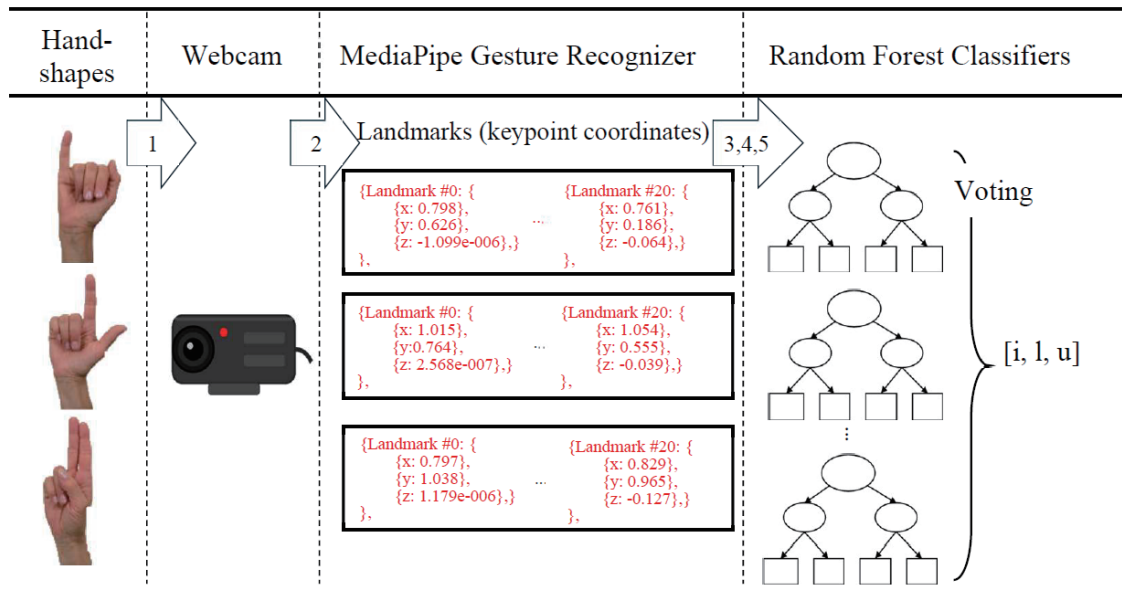 Hand-
shapes
Webcam
MediaPipe Gesture Recognizer
Random Forest Classifiers
1
2
Landmarks (keypoint coordinates)
3,4,5
{Landmark #0: {
{x: 0.798},
{y: 0.626},
{z: -1.099e-006},}
},
...
{Landmark #20: {
{x: 0.761},
{y: 0.186},
{z: -0.064},}
},
{Landmark #0: {
{x: 1.015},
{y:0.764},
{z: 2.568e-007},}
},
...
{Landmark #20: {
{x: 1.054},
{y: 0.555},
{z: -0.039},}
},
{Landmark #0: {
{x: 0.797},
{y: 1.038},
{z: 1.179e-006},}
},
...
{Landmark #20: {
{x: 0.829},
{y: 0.965},
{z: -0.127},}
},
Voting
[i, l, u]
...